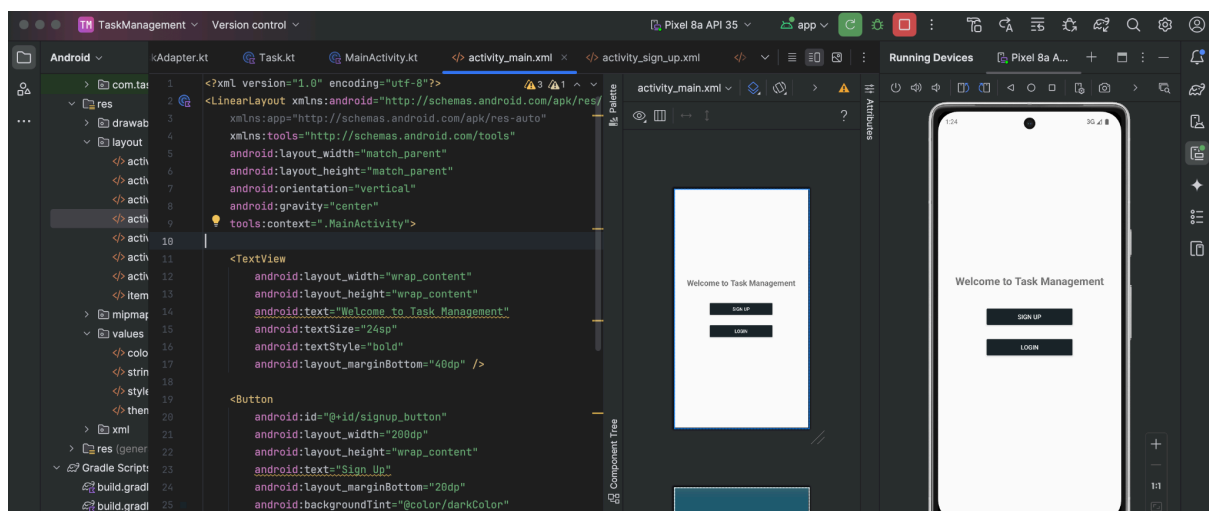 TM TaskManagement Version control Pixel 8a API 35 app
Android
kAdapter.kt Task.kt MainActivity.kt activity_main.xml activity_sign_up.xml
Running Devices Pixel 8a A...
com.tas
res
drawab
layout
activ
activ
activ
activ
activ
activ
activ
item
mipmap
values
colo
strin
style
then
xml
res (gener
Gradle Scripts
build.gradl
build.gradl
1 <?xml version="1.0" encoding="utf-8"?> 3 1
2 <LinearLayout xmlns:android="http://schemas.android.com/apk/res/
3 xmlns:app="http://schemas.android.com/apk/res-auto"
4 xmlns:tools="http://schemas.android.com/tools"
5 android:layout_width="match_parent"
6 android:layout_height="match_parent"
7 android:orientation="vertical"
8 android:gravity="center"
9 tools:context=".MainActivity">
10
11 <TextView
12 android:layout_width="wrap_content"
13 android:layout_height="wrap_content"
14 android:text="Welcome to Task Management"
15 android:textSize="24sp"
16 android:textStyle="bold"
17 android:layout_marginBottom="40dp" />
18
19 <Button
20 android:id="@+id/signup_button"
21 android:layout_width="200dp"
22 android:layout_height="wrap_content"
23 android:text="Sign Up"
24 android:layout_marginBottom="20dp"
25 android:backgroundTint="@color/darkColor"
Palette
Component Tree
activity_main.xml
?
Attributes
Welcome to Task Management
SIGN UP
LOGIN
1:24 3G
Welcome to Task Management
SIGN UP
LOGIN
1:1